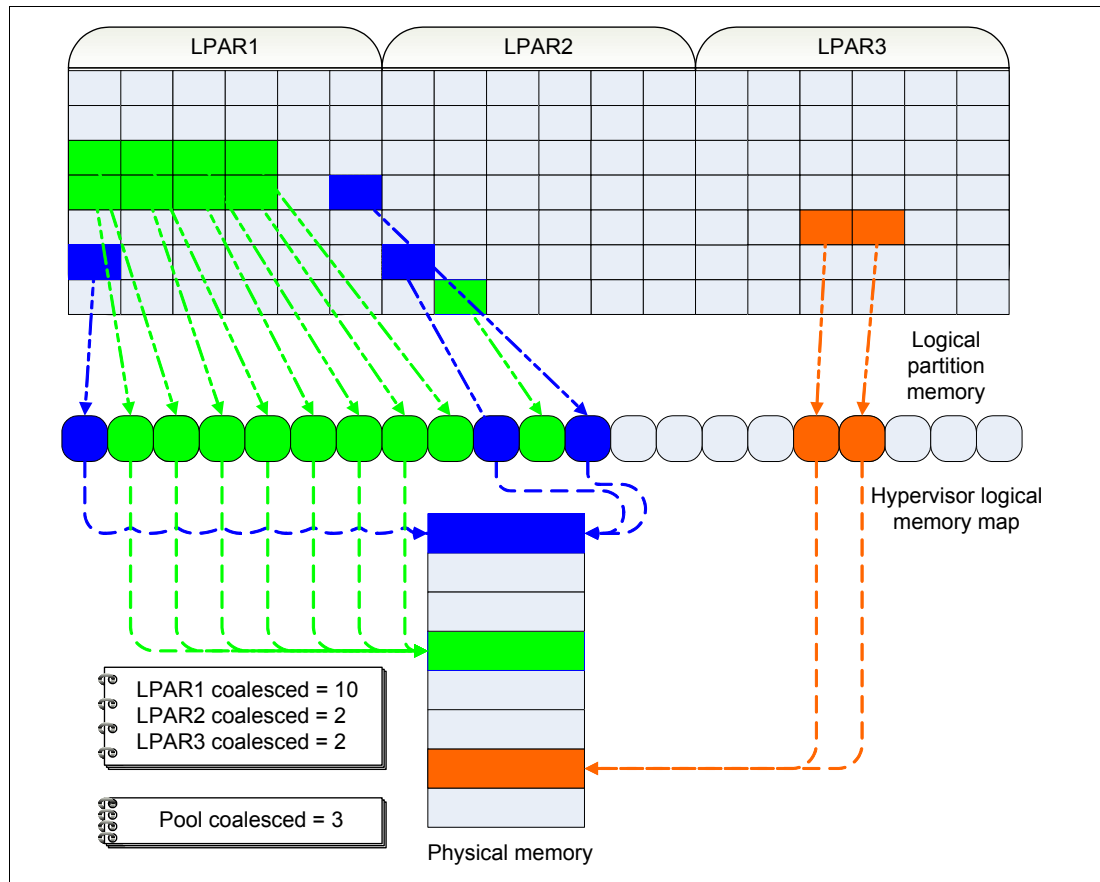 LPAR1
LPAR2
LPAR3
Logical
partition
memory
Hypervisor logical
memory map
LPAR1 coalesced = 10
LPAR2 coalesced = 2
LPAR3 coalesced = 2
Pool coalesced = 3
Physical memory